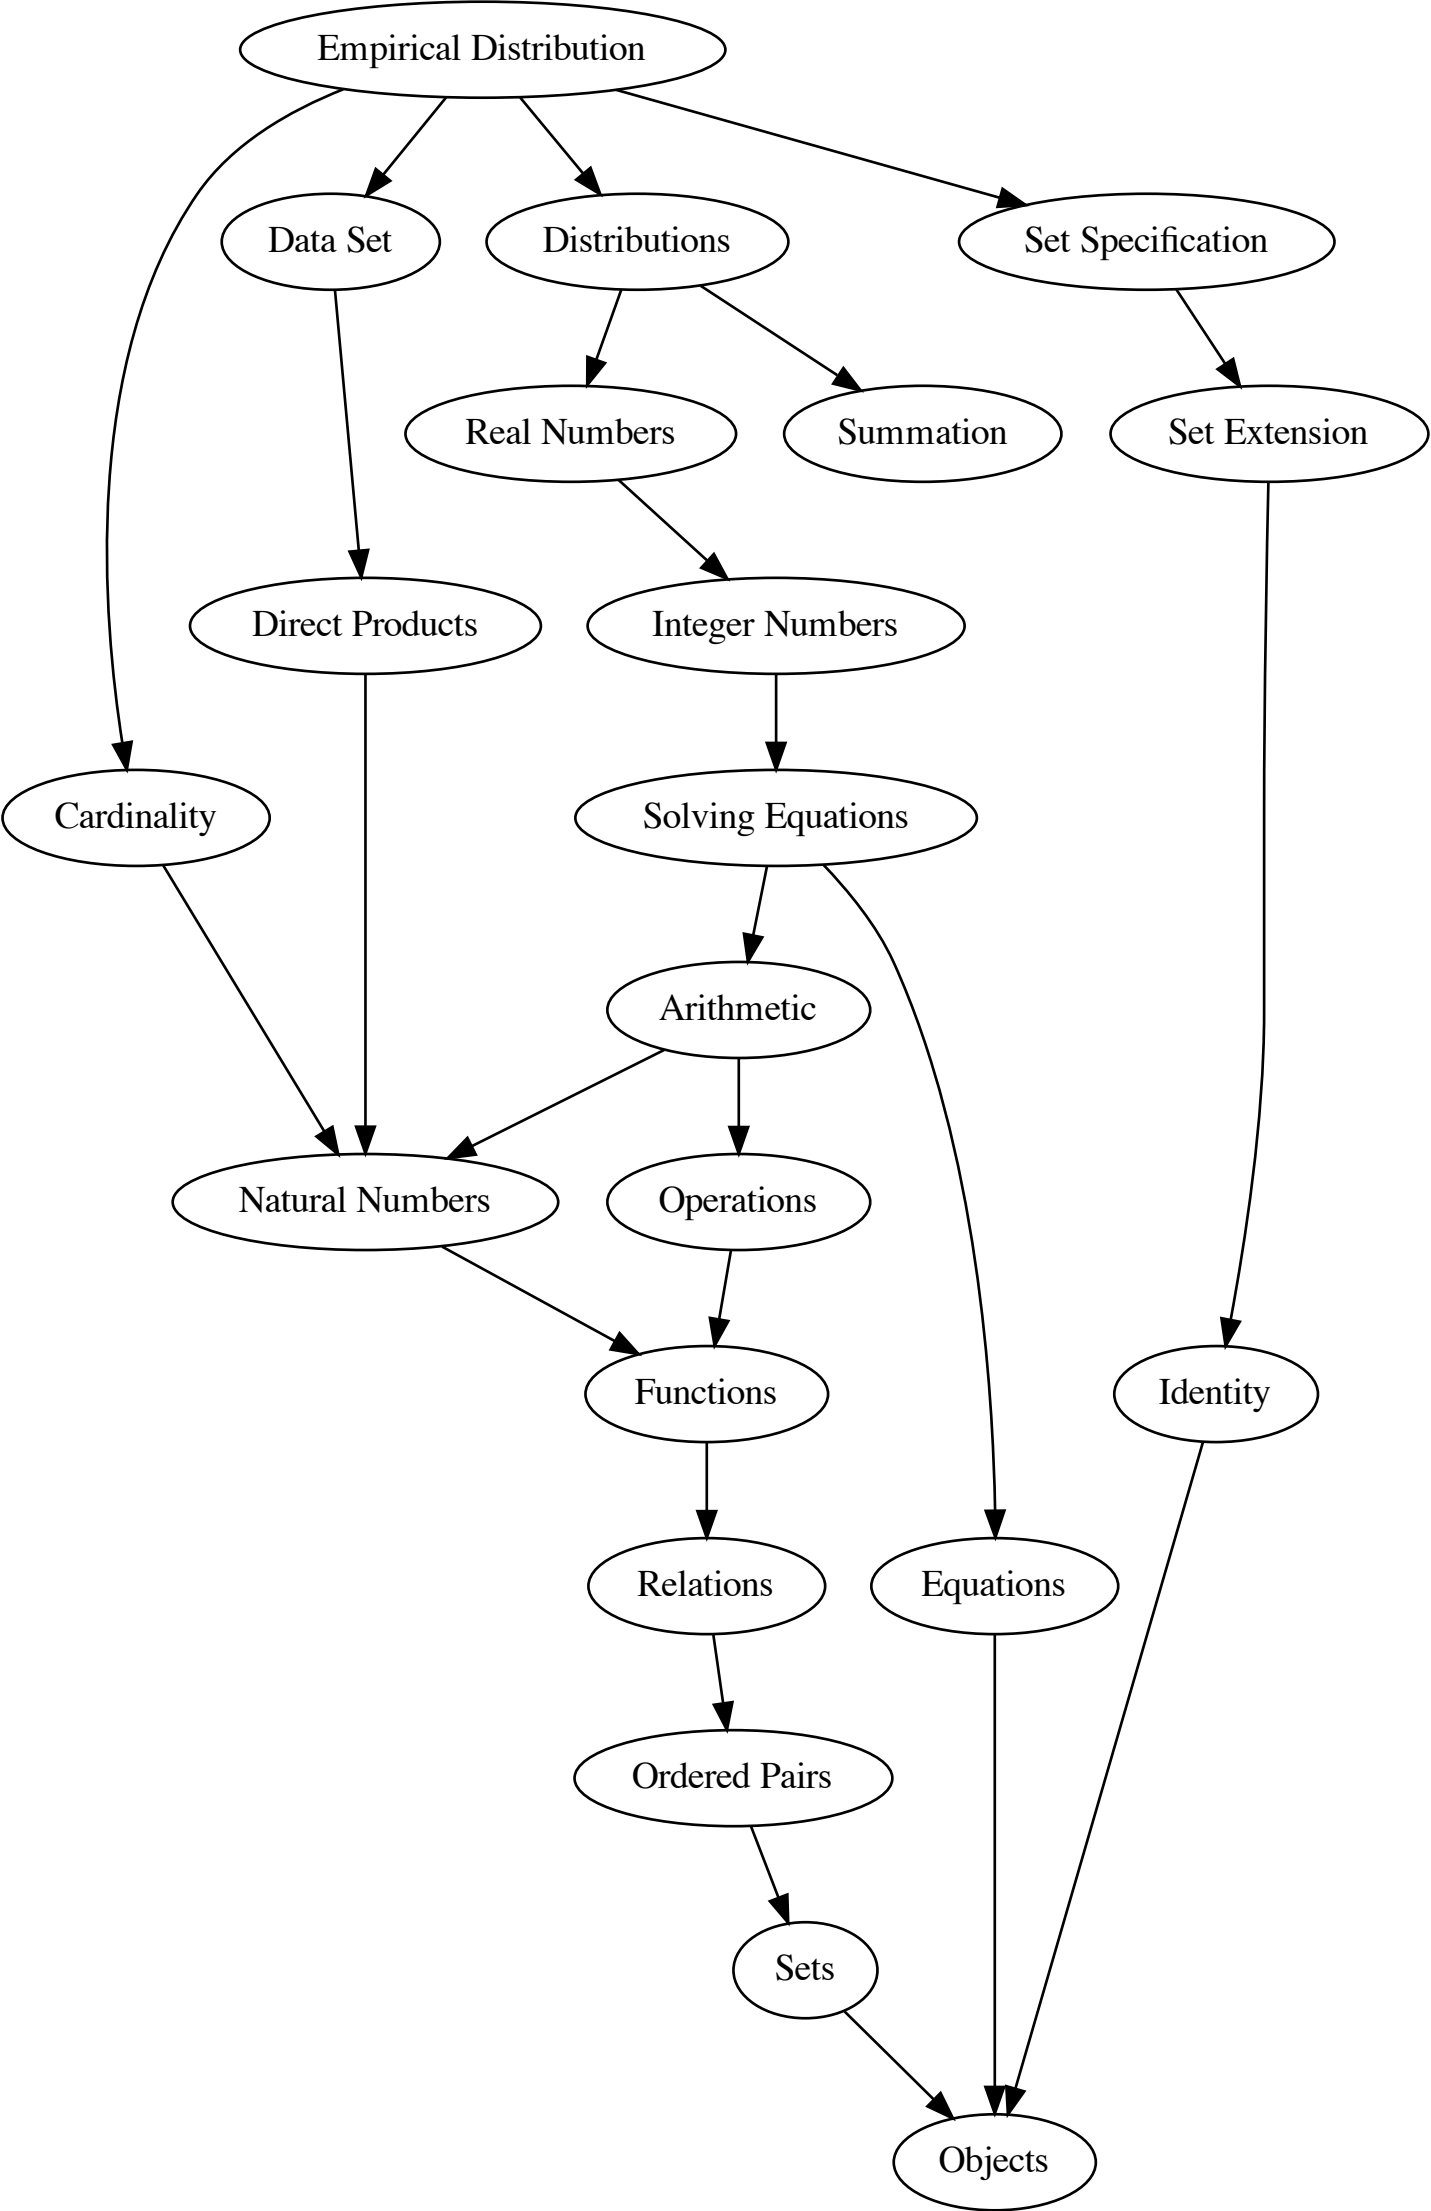 Empirical Distribution
Data Set
Distributions
Set Specification
Real Numbers
Summation
Set Extension
Direct Products
Integer Numbers
Cardinality
Solving Equations
Arithmetic
Natural Numbers
Operations
Functions
Identity
Relations
Equations
Ordered Pairs
Sets
Objects